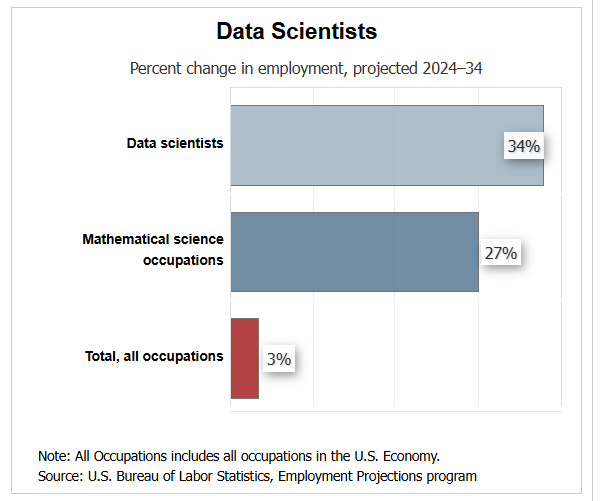 Data Scientists
Percent change in employment, projected 2024–34
Data scientists
34%
Mathematical science
occupations
27%
Total, all occupations
3%
Note: All Occupations includes all occupations in the U.S. Economy.
Source: U.S. Bureau of Labor Statistics, Employment Projections program